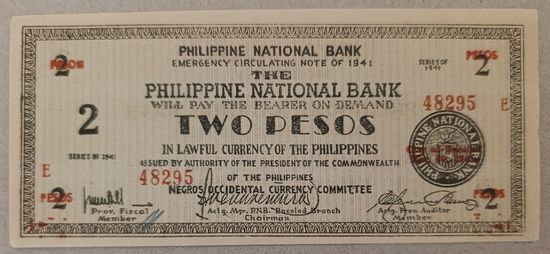 PHILIPPINE NATIONAL BANK
EMERGENCY CIRCULATING NOTE OF 1941
SERIES OF
1941
PESOS
2
PESOS
2
THE
PHILIPPINE NATIONAL BANK
WILL PAY THE BEARER ON DEMAND
48295 E
2
TWO PESOS
PHILIPPINE NATIONAL BANK
IN LAWFUL CURRENCY OF THE PHILIPPINES
SERIES OF 1941
ISSUED BY AUTHORITY OF THE PRESIDENT OF THE COMMONWEALTH
E 48295
OF THE PHILIPPINES
NEGROS OCCIDENTAL CURRENCY COMMITTEE
PESOS
2
PESOS
2
Prov. Fiscal
Member
Actg. Mgr. P.N.B. Bacolod Branch
Chairman
Actg. Prov. Auditor
Member